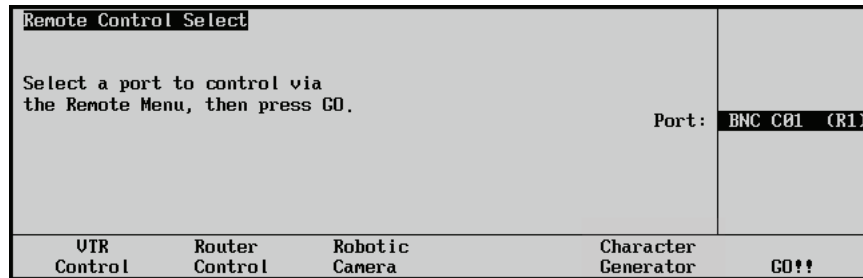 Remote Control Select
Select a port to control via
the Remote Menu, then press GO.
Port: BNC C01 (R1)
VTR Router Robotic Character
Control Control Camera Generator GO!!